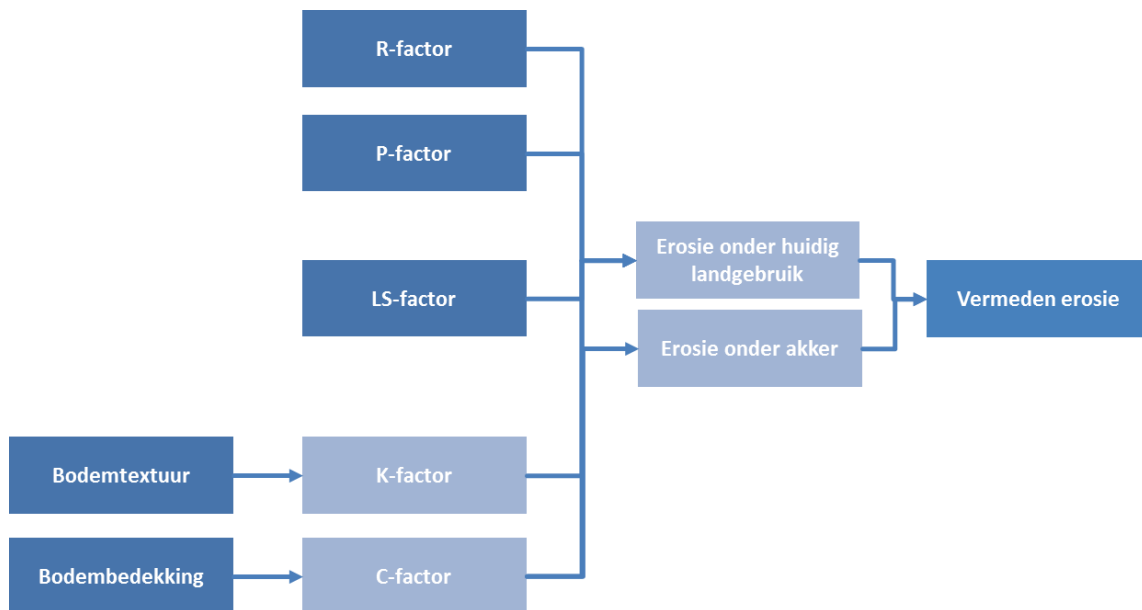 R-factor
P-factor
LS-factor
Erosie onder huidig
landgebruik
Vermeden erosie
Erosie onder akker
Bodemtextuur
K-factor
Bodembedekking
C-factor